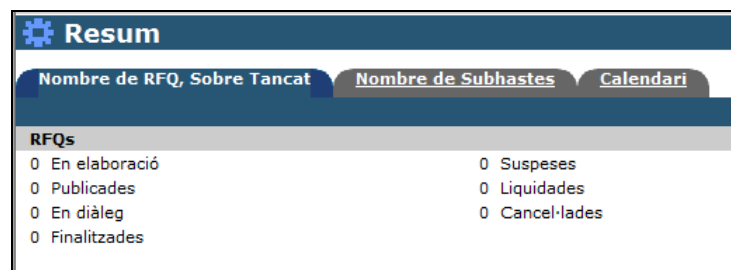 Resum
Nombre de RFQ, Sobre Tancat Nombre de Subhastes Calendari
RFQs
0 En elaboració 0 Suspeses
0 Publicades 0 Liquidades
0 En diàleg 0 Cancel·lades
0 Finalitzades